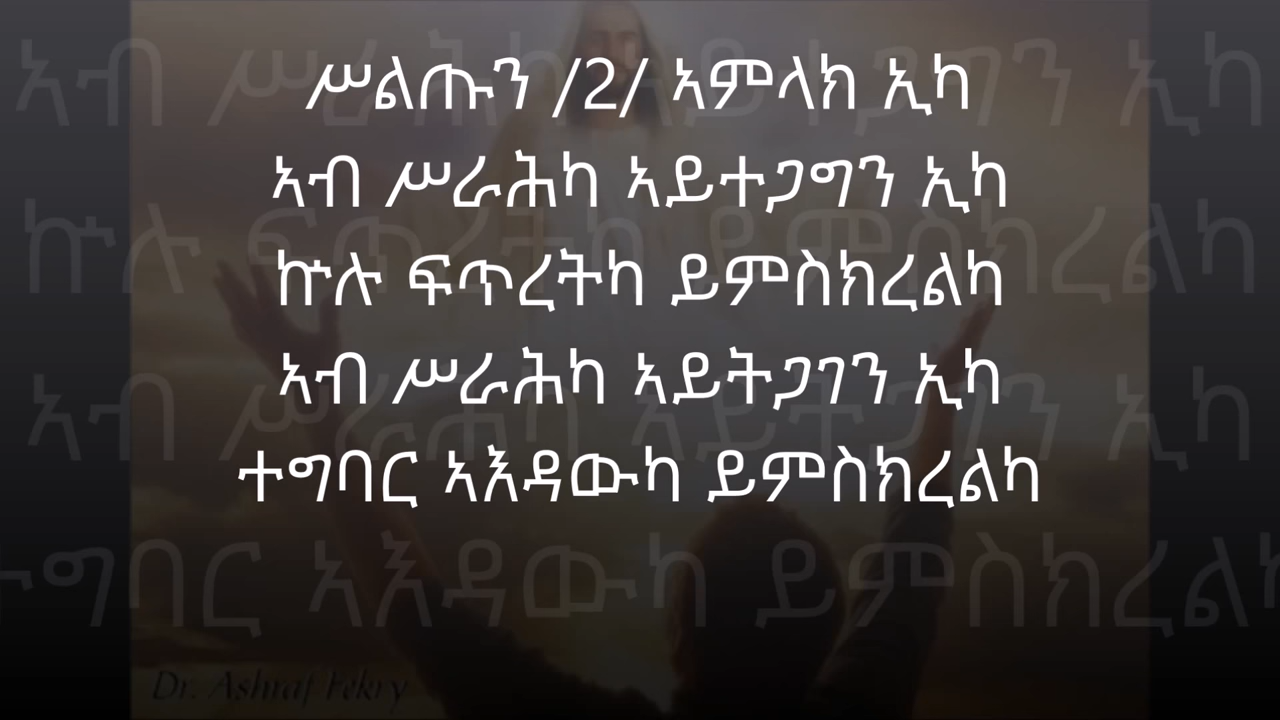 ሥልጡን /2/ ኣምላክ ኢካ
ኣብ ሥራሕካ ኣይተጋግን ኢካ
ኵሉ ፍጥረትካ ይምስክረልካ
ኣብ ሥራሕካ ኣይትጋገን ኢካ
ተግባር ኣእዳውካ ይምስክረልካ
Dr. Ashraf Fekry